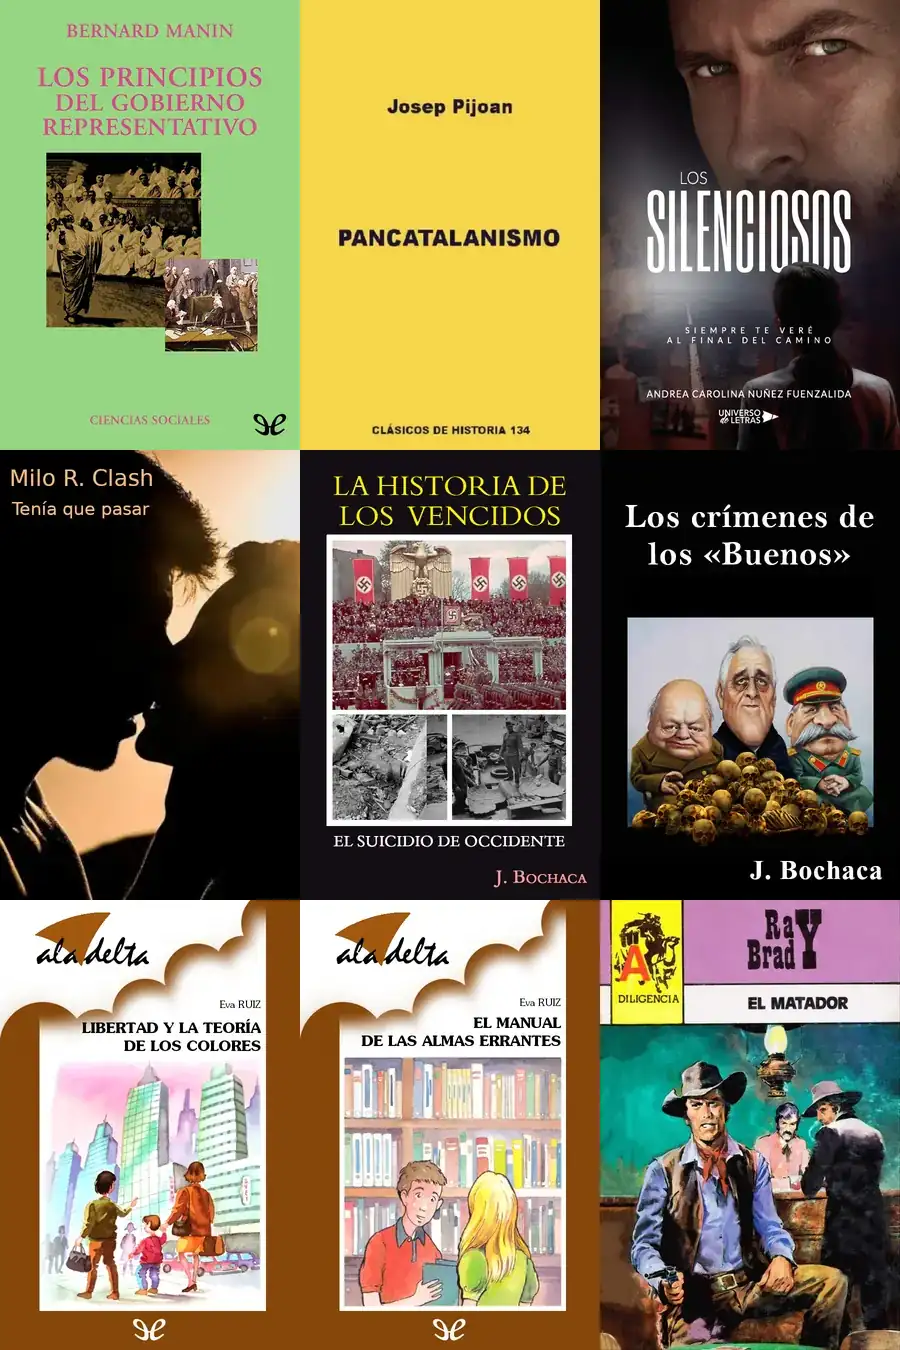 BERNARD MANIN
LOS PRINCIPIOS
DEL GOBIERNO
REPRESENTATIVO
CIENCIAS SOCIALES
Josep Pijoan
PANCATALANISMO
CLÁSICOS DE HISTORIA 134
LOS
SILENCIOSOS
SIEMPRE TE VERÉ
AL FINAL DEL CAMINO
ANDREA CAROLINA NUÑEZ FUENZALIDA
UNIVERSO
de LETRAS
Milo R. Clash
Tenía que pasar
LA HISTORIA DE
LOS VENCIDOS
EL SUICIDIO DE OCCIDENTE
J. BOCHACA
Los crímenes de
los «Buenos»
J. Bochaca
ala delta
Eva RUIZ
LIBERTAD Y LA TEORÍA
DE LOS COLORES
ala delta
Eva RUIZ
EL MANUAL
DE LAS ALMAS ERRANTES
A
DILIGENCIA
Ray
Brady
EL MATADOR